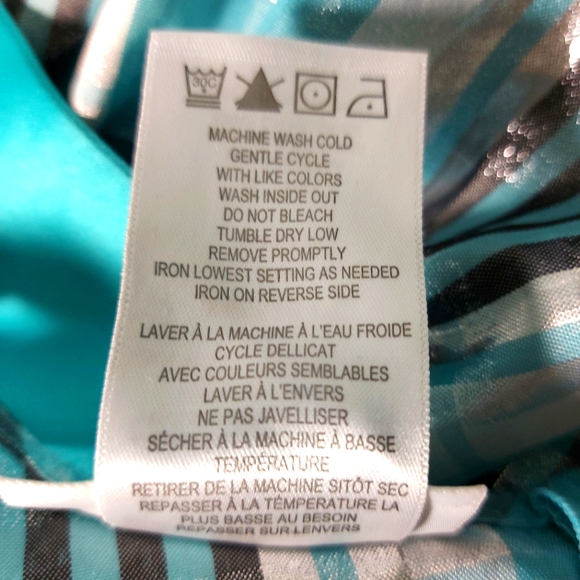 30C
MACHINE WASH COLD
GENTLE CYCLE
WITH LIKE COLORS
WASH INSIDE OUT
DO NOT BLEACH
TUMBLE DRY LOW
REMOVE PROMPTLY
IRON LOWEST SETTING AS NEEDED
IRON ON REVERSE SIDE
LAVER À LA MACHINE À L'EAU FROIDE
CYCLE DELLICAT
AVEC COULEURS SEMBLABLES
LAVER À L'ENVERS
NE PAS JAVELLISER
SÉCHER À LA MACHINE À BASSE
TEMPÉRATURE
RETIRER DE LA MACHINE SITÔT SEC
REPASSER À LA TÉMPERATURE LA
PLUS BASSE AU BESOIN
REPASSER SUR L'ENVERS